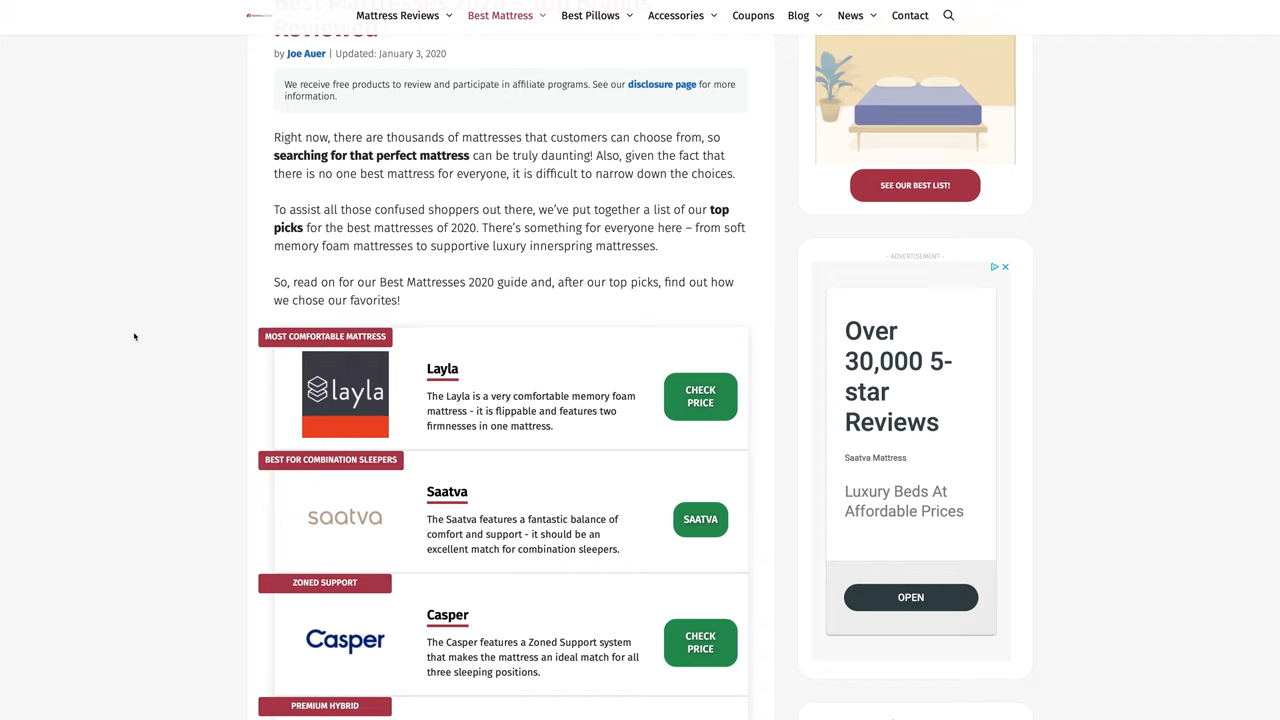 Best Mattresses 2020 – Top Brands
Reviewed
Mattress Reviews
Best Mattress
Best Pillows
Accessories
Coupons
Blog
News
Contact
by Joe Auer | Updated: January 3, 2020
We receive free products to review and participate in affiliate programs. See our disclosure page for more
information.
Right now, there are thousands of mattresses that customers can choose from, so
searching for that perfect mattress can be truly daunting! Also, given the fact that
there is no one best mattress for everyone, it is difficult to narrow down the choices.
To assist all those confused shoppers out there, we’ve put together a list of our top
picks for the best mattresses of 2020. There’s something for everyone here – from soft
memory foam mattresses to supportive luxury innerspring mattresses.
So, read on for our Best Mattresses 2020 guide and, after our top picks, find out how
we chose our favorites!
MOST COMFORTABLE MATTRESS
layla
Layla
The Layla is a very comfortable memory foam
mattress - it is flippable and features two
firmnesses in one mattress.
CHECK
PRICE
BEST FOR COMBINATION SLEEPERS
saatva
Saatva
The Saatva features a fantastic balance of
comfort and support - it should be an
excellent match for combination sleepers.
SAATVA
ZONED SUPPORT
Casper
Casper
The Casper features a Zoned Support system
that makes the mattress an ideal match for all
three sleeping positions.
CHECK
PRICE
PREMIUM HYBRID
SEE OUR BEST LIST!
- ADVERTISEMENT -
Over
30,000 5-
star
Reviews
Saatva Mattress
Luxury Beds At
Affordable Prices
OPEN